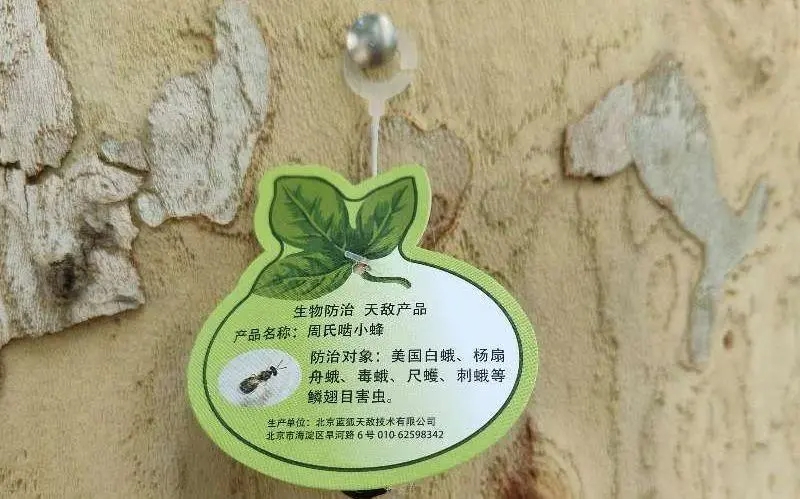 生物防治 天敌产品
产品名称：周氏啮小蜂
防治对象：美国白蛾、杨扇
舟蛾、毒蛾、尺蠖、刺蛾等
鳞翅目害虫。
生产单位：北京蓝狐天敌技术有限公司
北京市海淀区旱河路6号 010-62598342